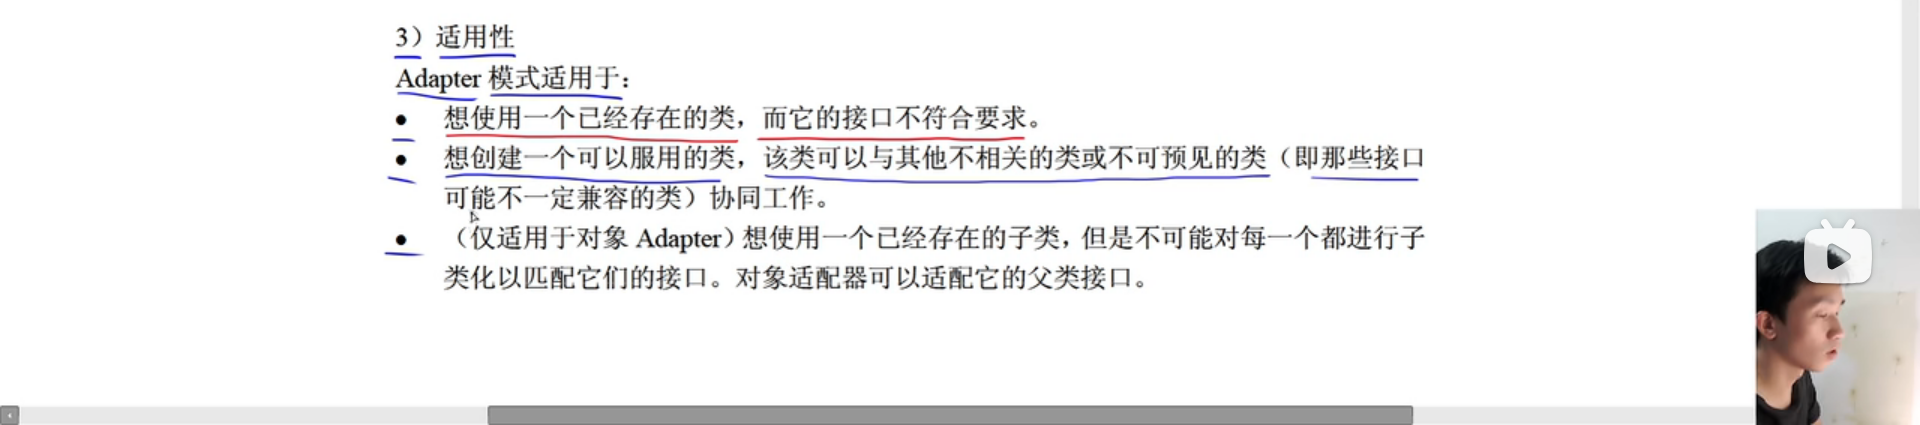 3）适用性
Adapter 模式适用于：
● 想使用一个已经存在的类，而它的接口不符合要求。
● 想创建一个可以服用的类，该类可以与其他不相关的类或不可预见的类（即那些接口
可能不一定兼容的类）协同工作。
● （仅适用于对象 Adapter）想使用一个已经存在的子类，但是不可能对每一个都进行子
类化以匹配它们的接口。对象适配器可以适配它的父类接口。